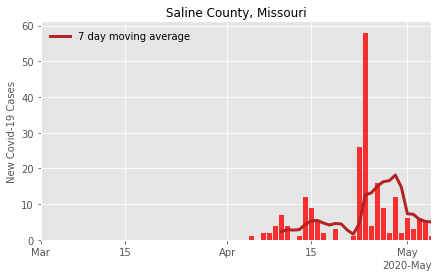 Saline County, Missouri
7 day moving average
New Covid-19 Cases
60
50
40
30
20
10
0
Mar
15
Apr
15
May
2020-May